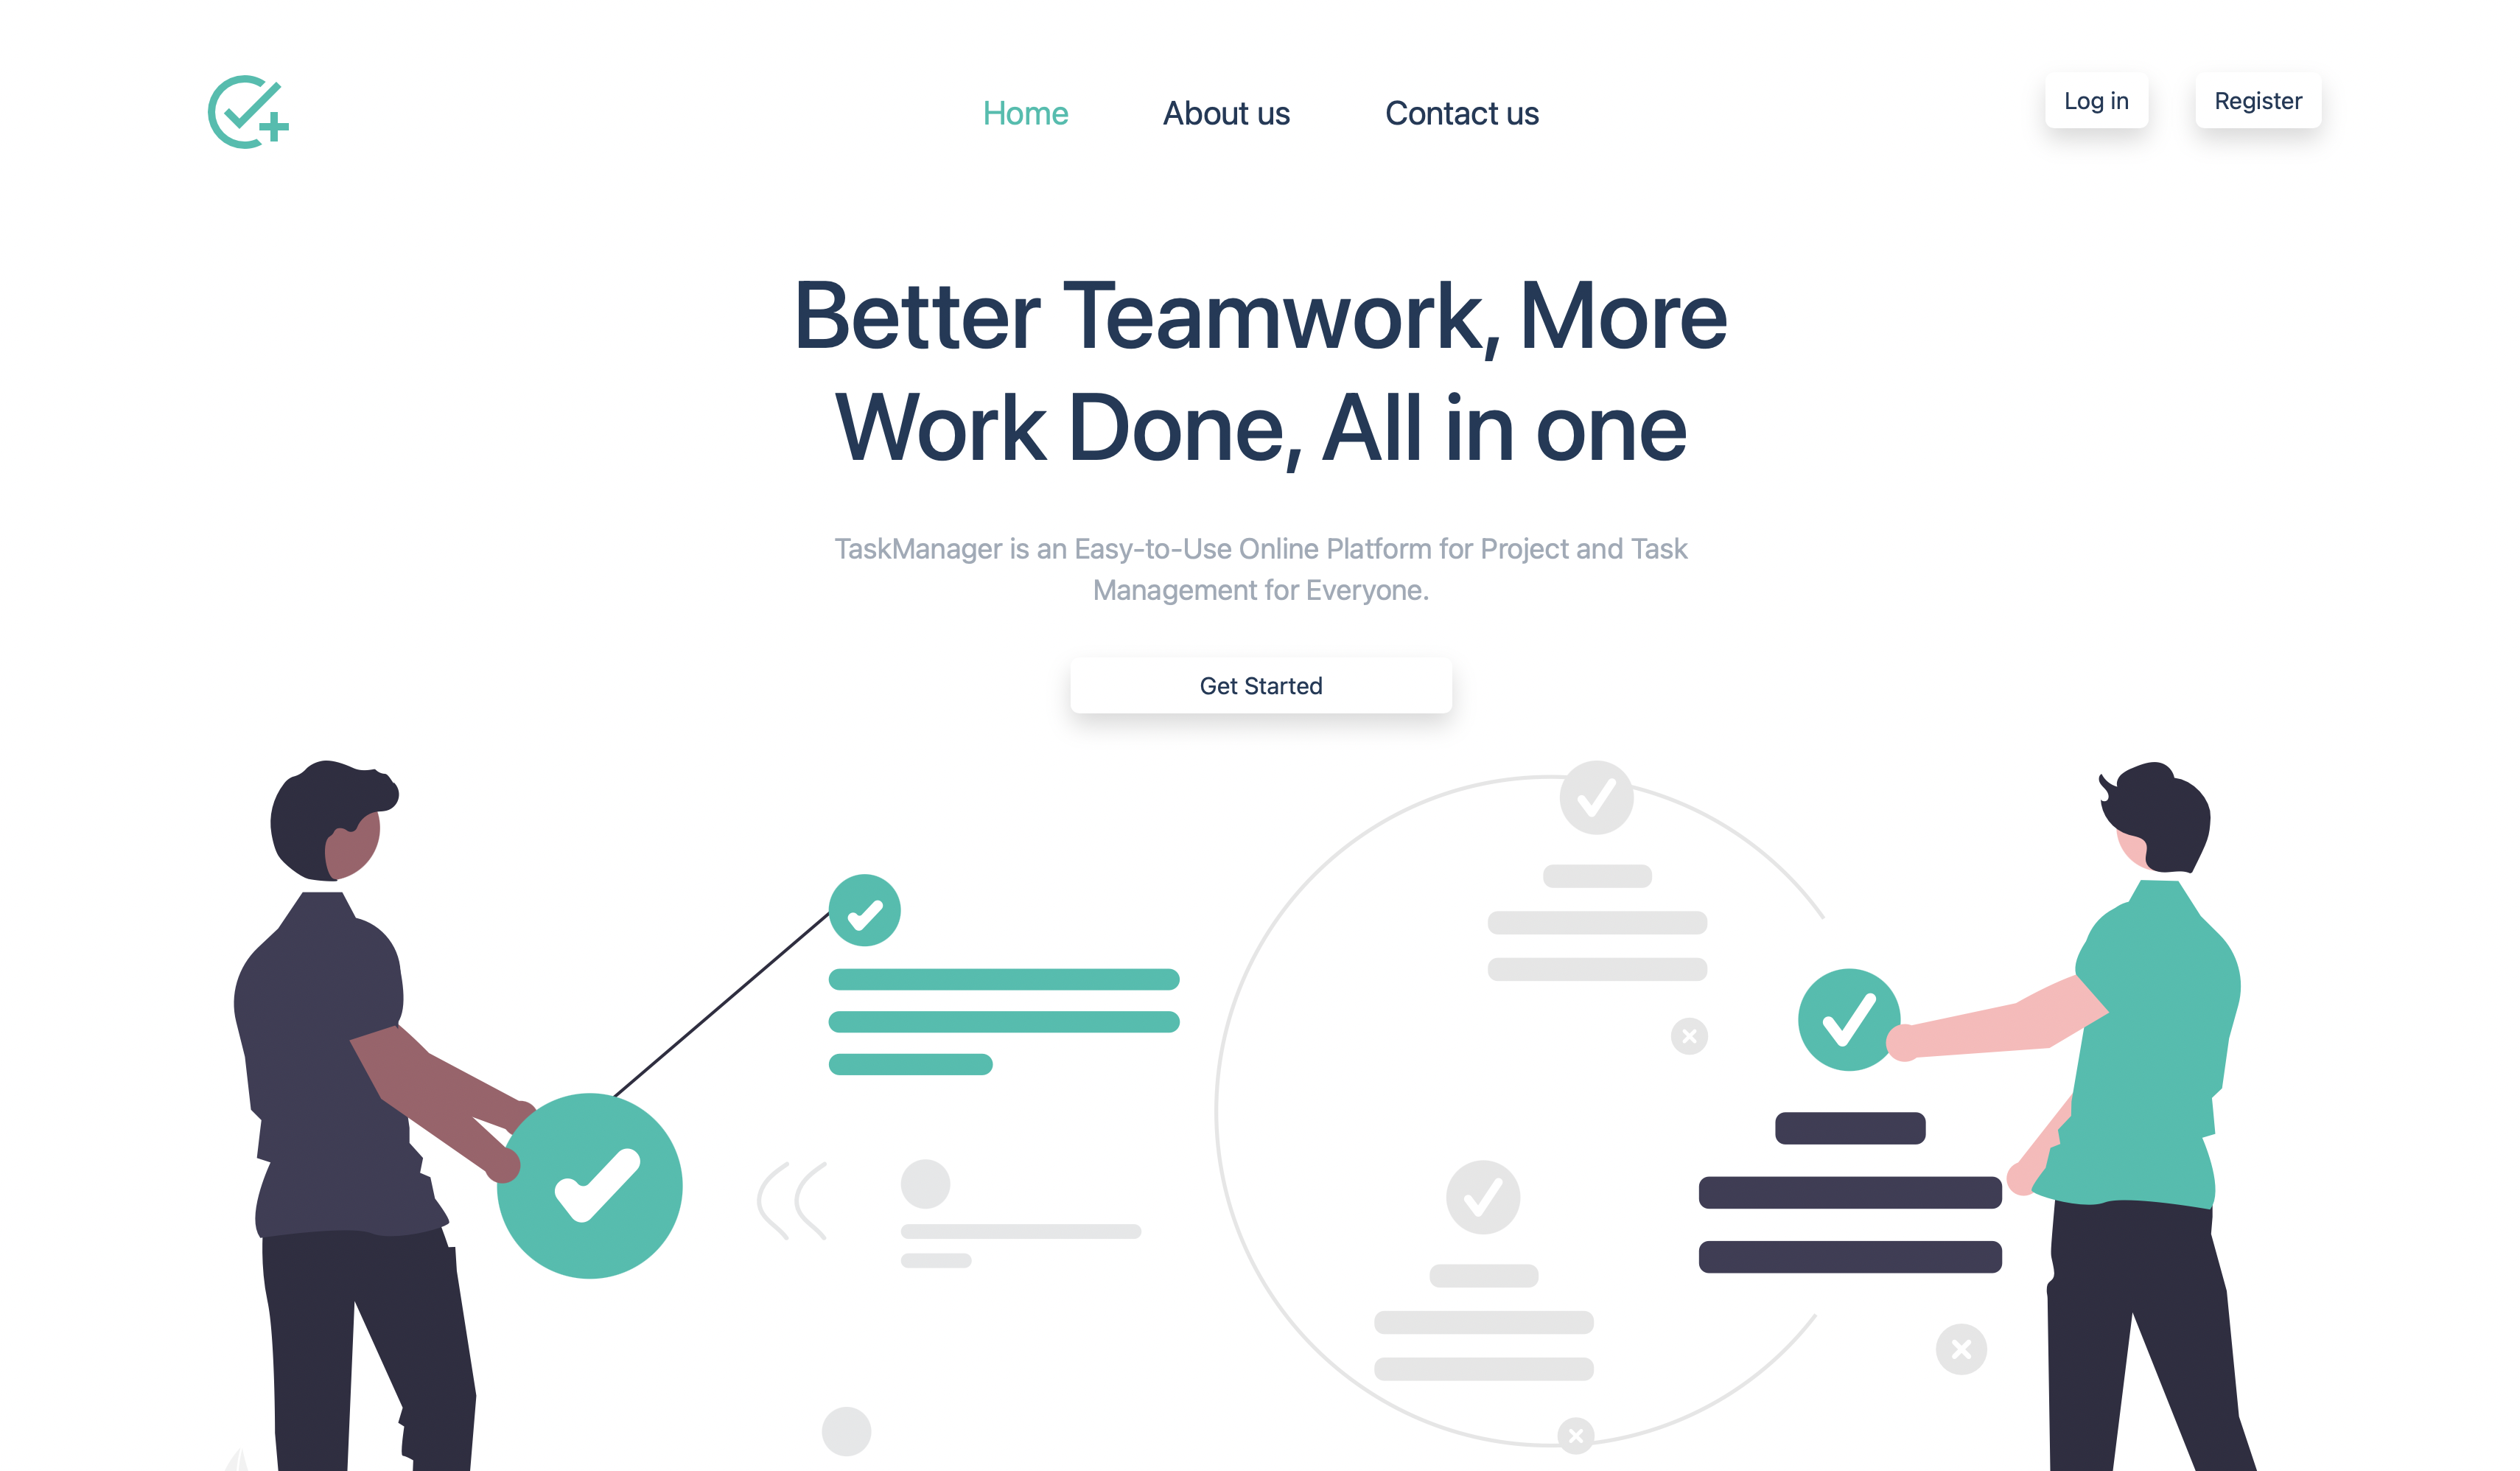 Home About us Contact us Log in Register
Better Teamwork, More
Work Done, All in one
TaskManager is an Easy-to-Use Online Platform for Project and Task
Management for Everyone.
Get Started